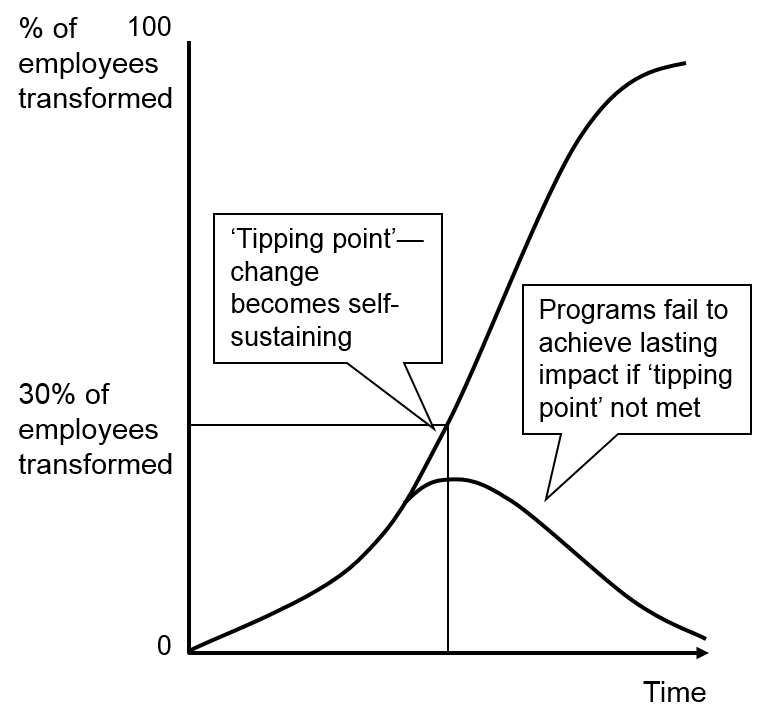 % of 100
employees
transformed
‘Tipping point’—
change
becomes self-
sustaining
Programs fail to
achieve lasting
impact if ‘tipping
point’ not met
30% of
employees
transformed
0
Time